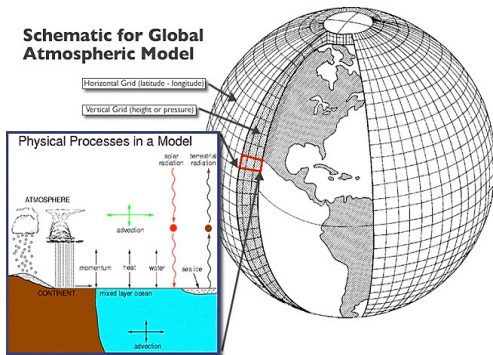 Schematic for Global
Atmospheric Model
Horizontal Grid (latitude - longitude)
Vertical Grid (height or pressure)
Physical Processes in a Model
solar
radiation
terrestrial
radiation
ATMOSPHERE
advection
momentum
heat
water
sea ice
CONTINENT
mixed layer ocean
advection